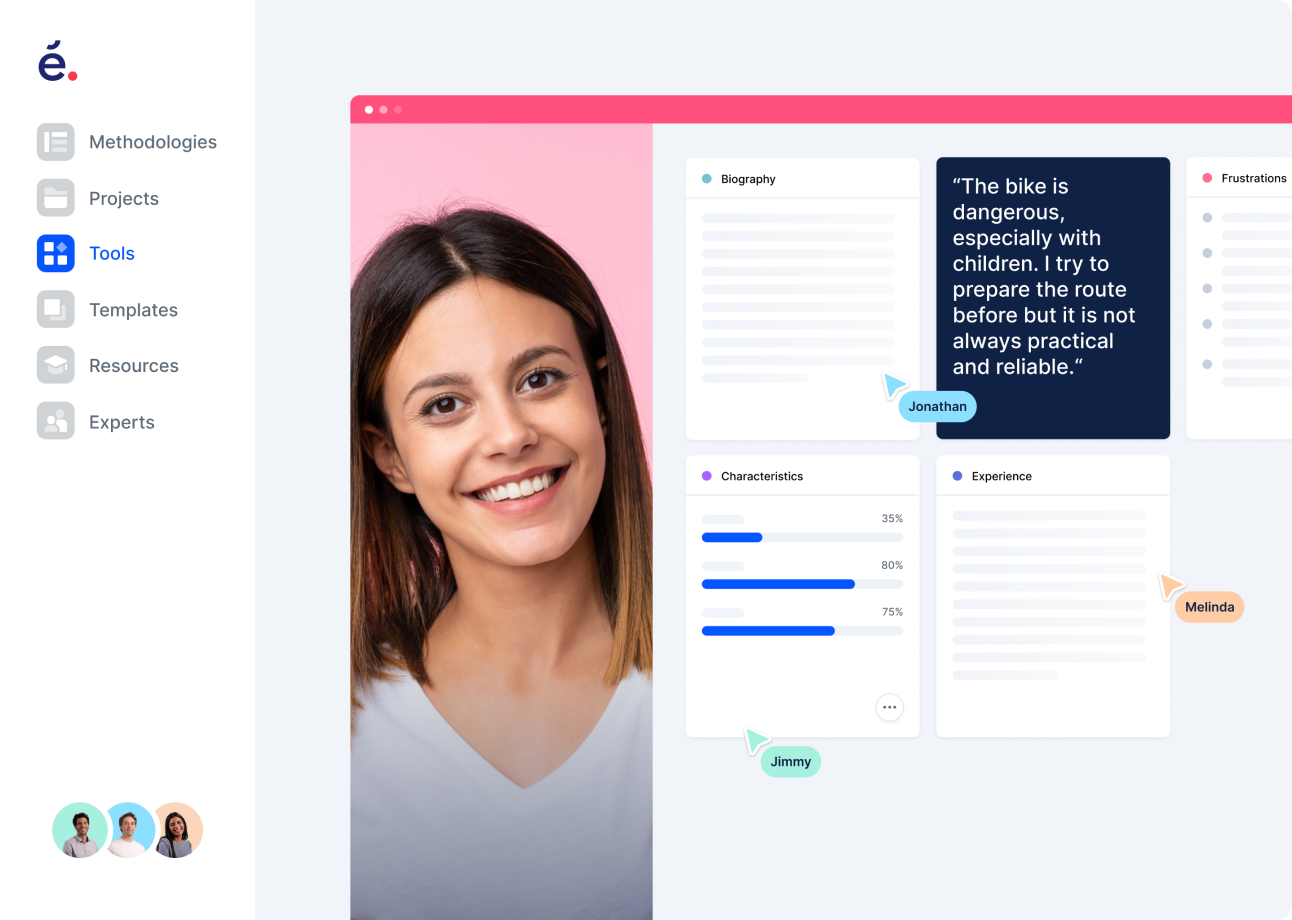 é.
Methodologies
Projects
Tools
Templates
Resources
Experts
Biography
“The bike is
dangerous,
especially with
children. I try to
prepare the route
before but it is not
always practical
and reliable.“
Frustrations
Jonathan
Characteristics
35%
80%
75%
Experience
Melinda
Jimmy